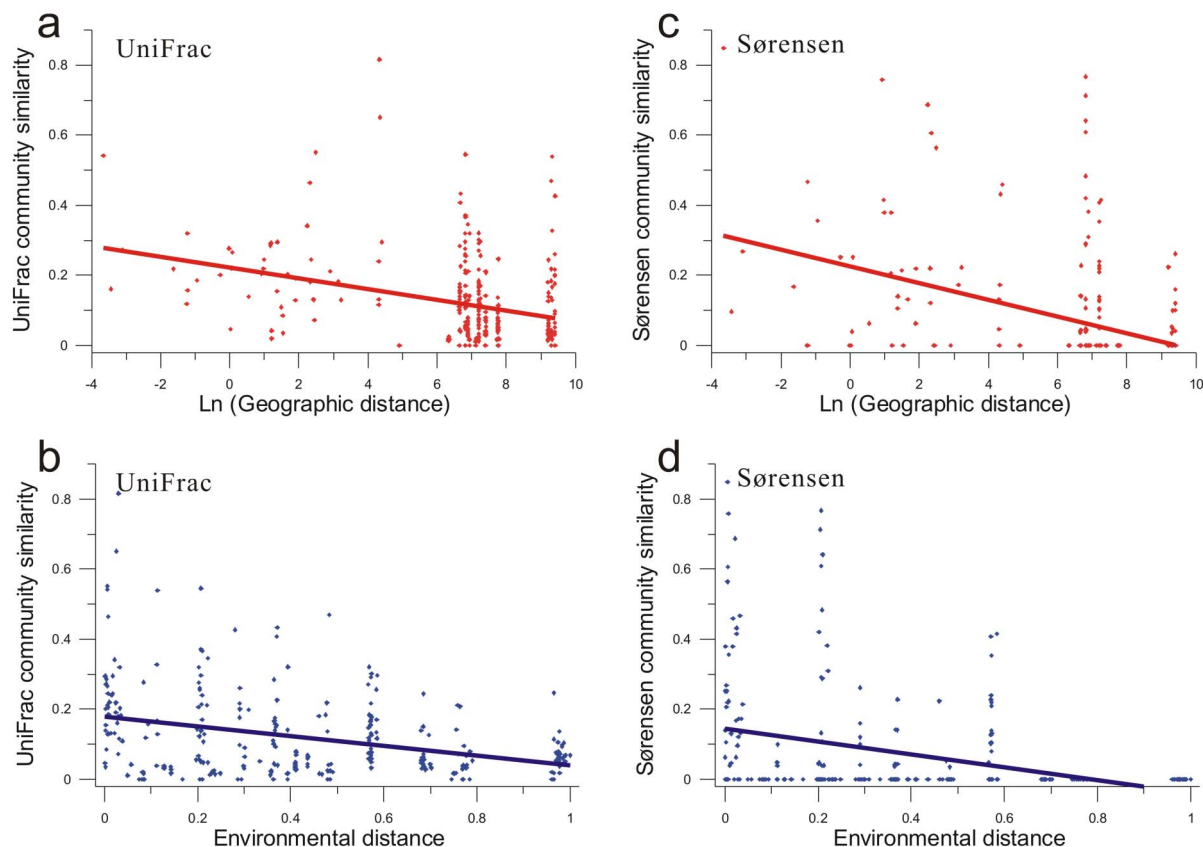 a
UniFrac
UniFrac community similarity
0.8
0.6
0.4
0.2
0
-4 -2 0 2 4 6 8 10
Ln (Geographic distance)
c
Sørensen
Sørensen community similarity
0.8
0.6
0.4
0.2
0
-4 -2 0 2 4 6 8 10
Ln (Geographic distance)
b
UniFrac
UniFrac community similarity
0.8
0.6
0.4
0.2
0
0 0.2 0.4 0.6 0.8 1
Environmental distance
d
Sørensen
Sørensen community similarity
0.8
0.6
0.4
0.2
0
0 0.2 0.4 0.6 0.8 1
Environmental distance